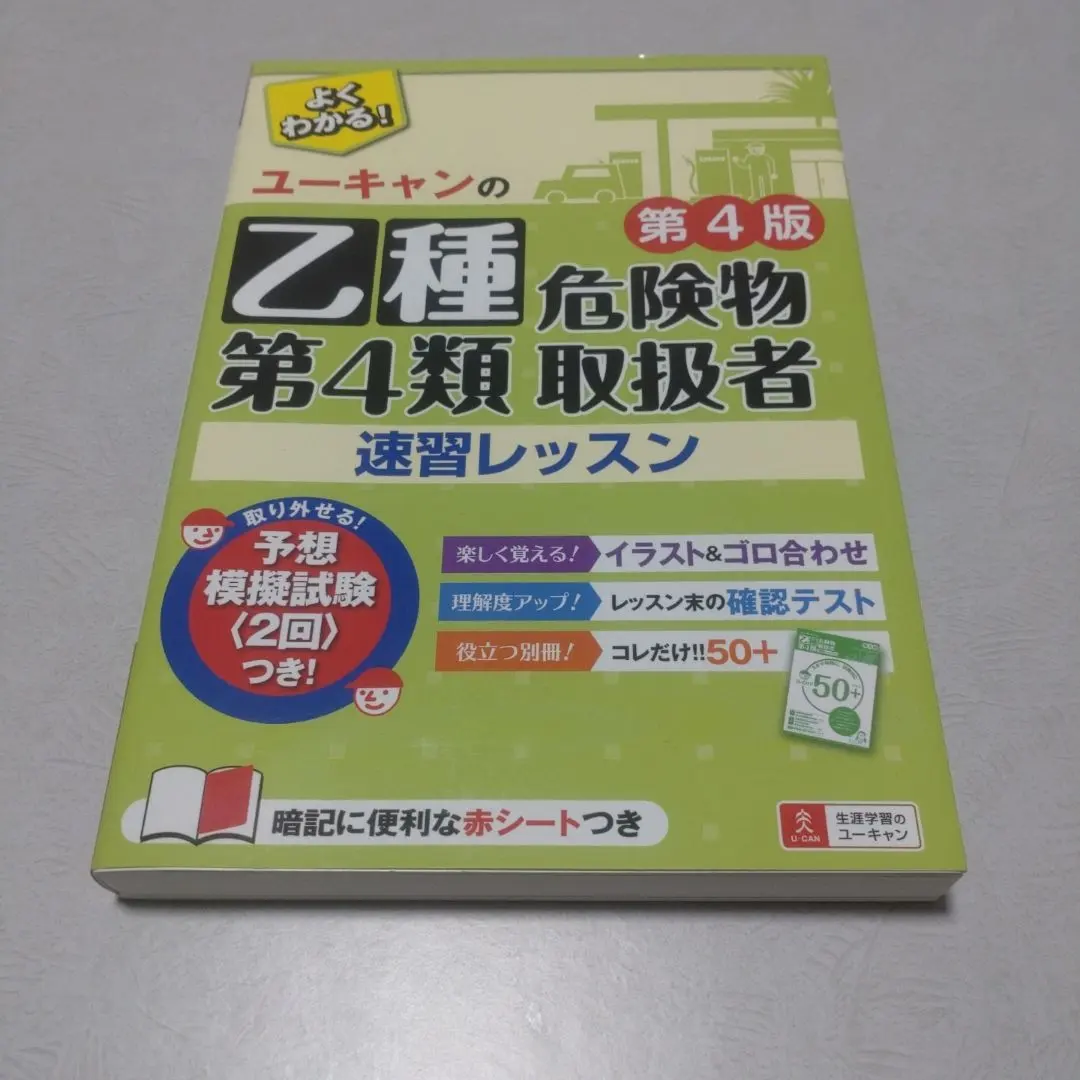 よく
わかる!
ユーキャンの
第4版
乙種 危険物
第4類 取扱者
速習レッスン
取り外せる!
予想
模擬試験
〈2回〉
つき!
楽しく覚える! イラスト&ゴロ合わせ
理解度アップ! レッスン末の確認テスト
役立つ別冊! コレだけ!!50+
50+
暗記に便利な赤シートつき
U-CAN
生涯学習の
ユーキャン